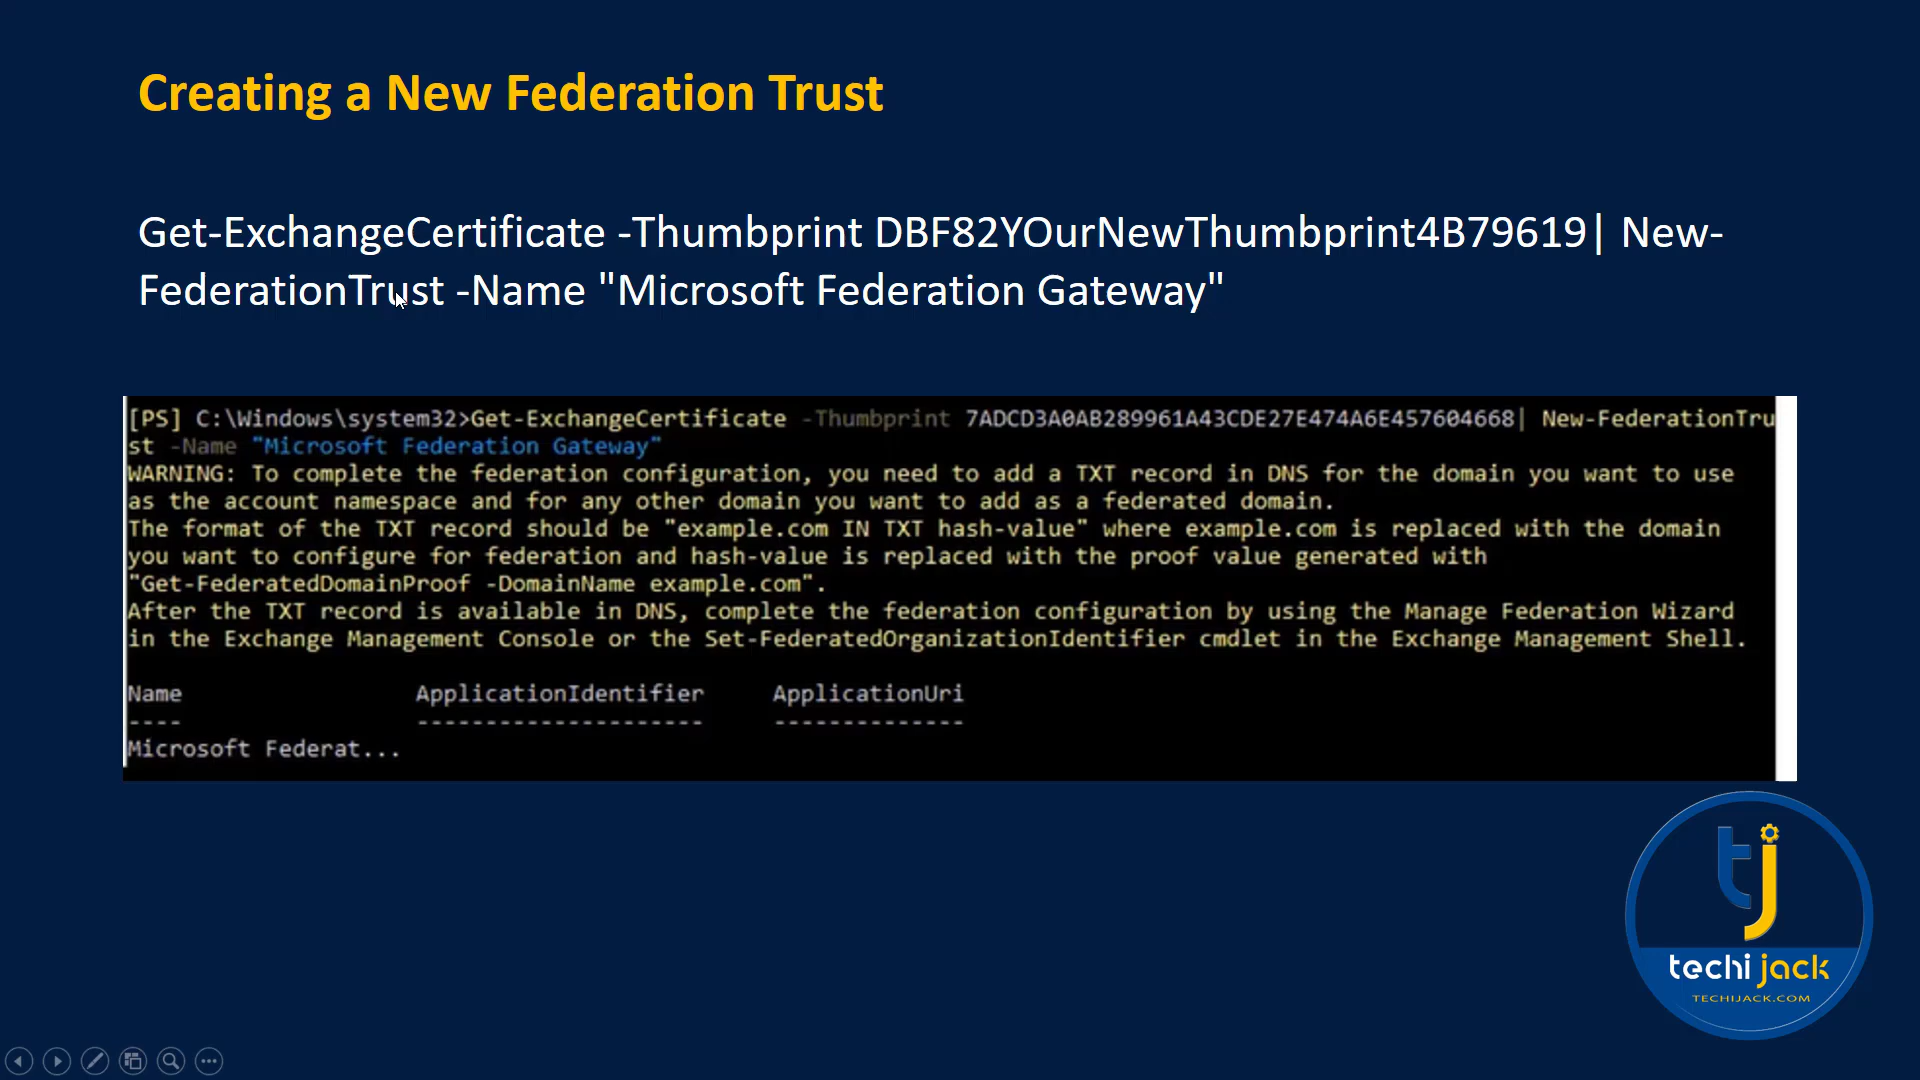 Creating a New Federation Trust
Get-ExchangeCertificate -Thumbprint DBF82YOurNewThumbprint4B79619| New-
FederationTrust -Name "Microsoft Federation Gateway"
[PS] C:\Windows\system32>Get-ExchangeCertificate -Thumbprint 7ADCD3A0AB289961A43CDE27E474A6E457604668| New-FederationTru
st -Name "Microsoft Federation Gateway"
WARNING: To complete the federation configuration, you need to add a TXT record in DNS for the domain you want to use
as the account namespace and for any other domain you want to add as a federated domain.
The format of the TXT record should be "example.com IN TXT hash-value" where example.com is replaced with the domain
you want to configure for federation and hash-value is replaced with the proof value generated with
"Get-FederatedDomainProof -DomainName example.com".
After the TXT record is available in DNS, complete the federation configuration by using the Manage Federation Wizard
in the Exchange Management Console or the Set-FederatedOrganizationIdentifier cmdlet in the Exchange Management Shell.
Name ApplicationIdentifier ApplicationUri
---- --------------------- --------------
Microsoft Federat...
tj
techi jack
TECHIJACK.COM